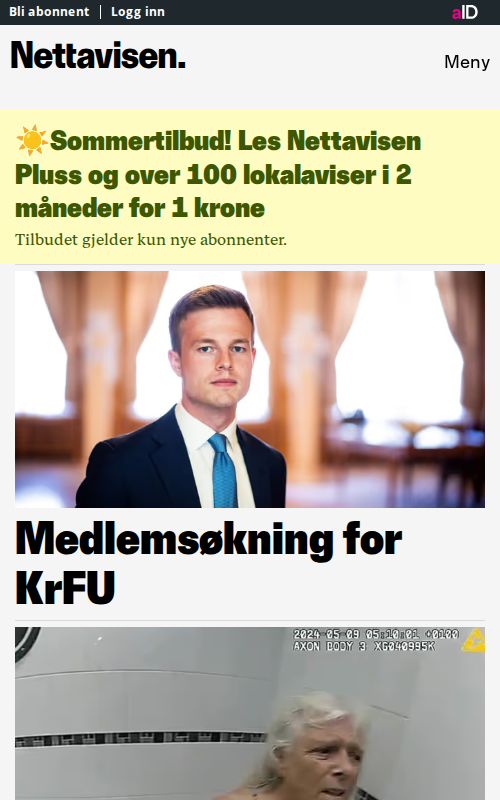 Bli abonnent | Logg inn
aID
Nettavisen.
Meny
☀️Sommertilbud! Les Nettavisen
Pluss og over 100 lokalaviser i 2
måneder for 1 krone
Tilbudet gjelder kun nye abonnenter.
Medlemsøkning for
KrFU
2024-05-09 05:10:01 +0100
AXON BODY 3 X6040995K